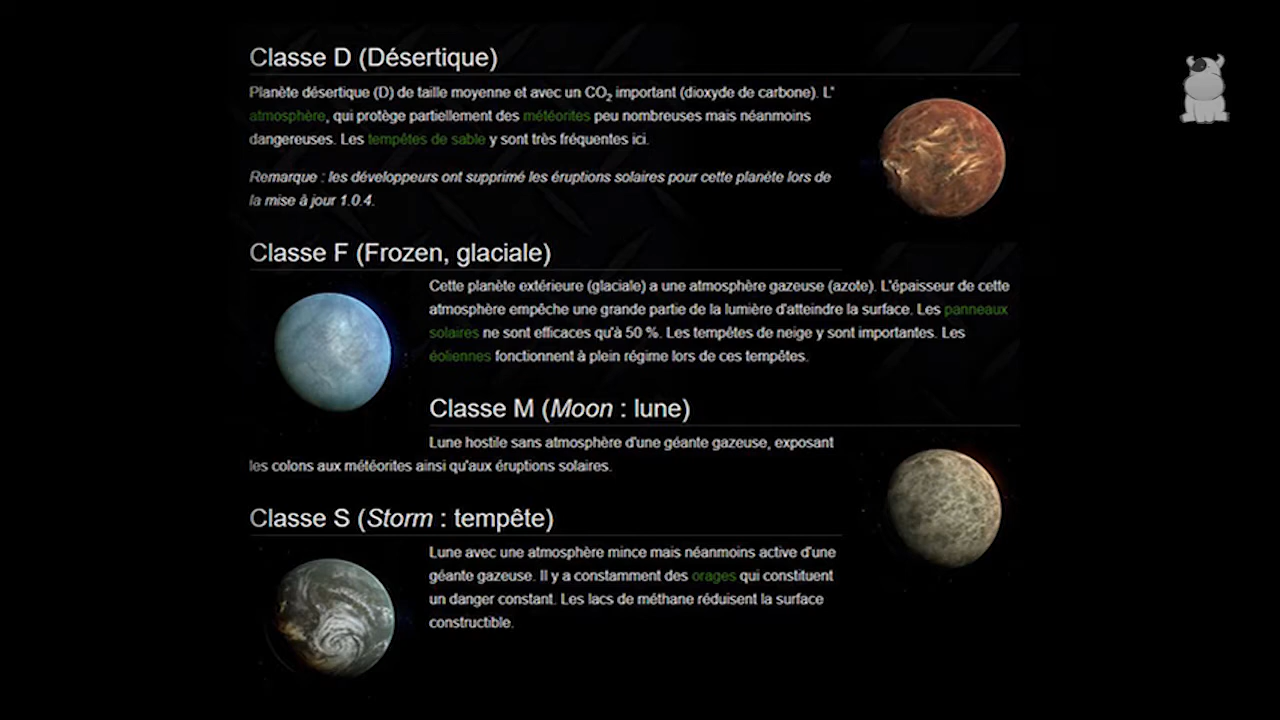 Classe D (Désertique)
Planète désertique (D) de taille moyenne et avec un CO₂ important (dioxyde de carbone). L'
atmosphère, qui protège partiellement des météorites peu nombreuses mais néanmoins
dangereuses. Les tempêtes de sable y sont très fréquentes ici.
Remarque : les développeurs ont supprimé les éruptions solaires pour cette planète lors de
la mise à jour 1.0.4.
Classe F (Frozen, glaciale)
Cette planète extérieure (glaciale) a une atmosphère gazeuse (azote). L'épaisseur de cette
atmosphère empêche une grande partie de la lumière d'atteindre la surface. Les panneaux
solaires ne sont efficaces qu'à 50 %. Les tempêtes de neige y sont importantes. Les
éoliennes fonctionnent à plein régime lors de ces tempêtes.
Classe M (Moon : lune)
Lune hostile sans atmosphère d'une géante gazeuse, exposant
les colons aux météorites ainsi qu'aux éruptions solaires.
Classe S (Storm : tempête)
Lune avec une atmosphère mince mais néanmoins active d'une
géante gazeuse. Il y a constamment des orages qui constituent
un danger constant. Les lacs de méthane réduisent la surface
constructible.